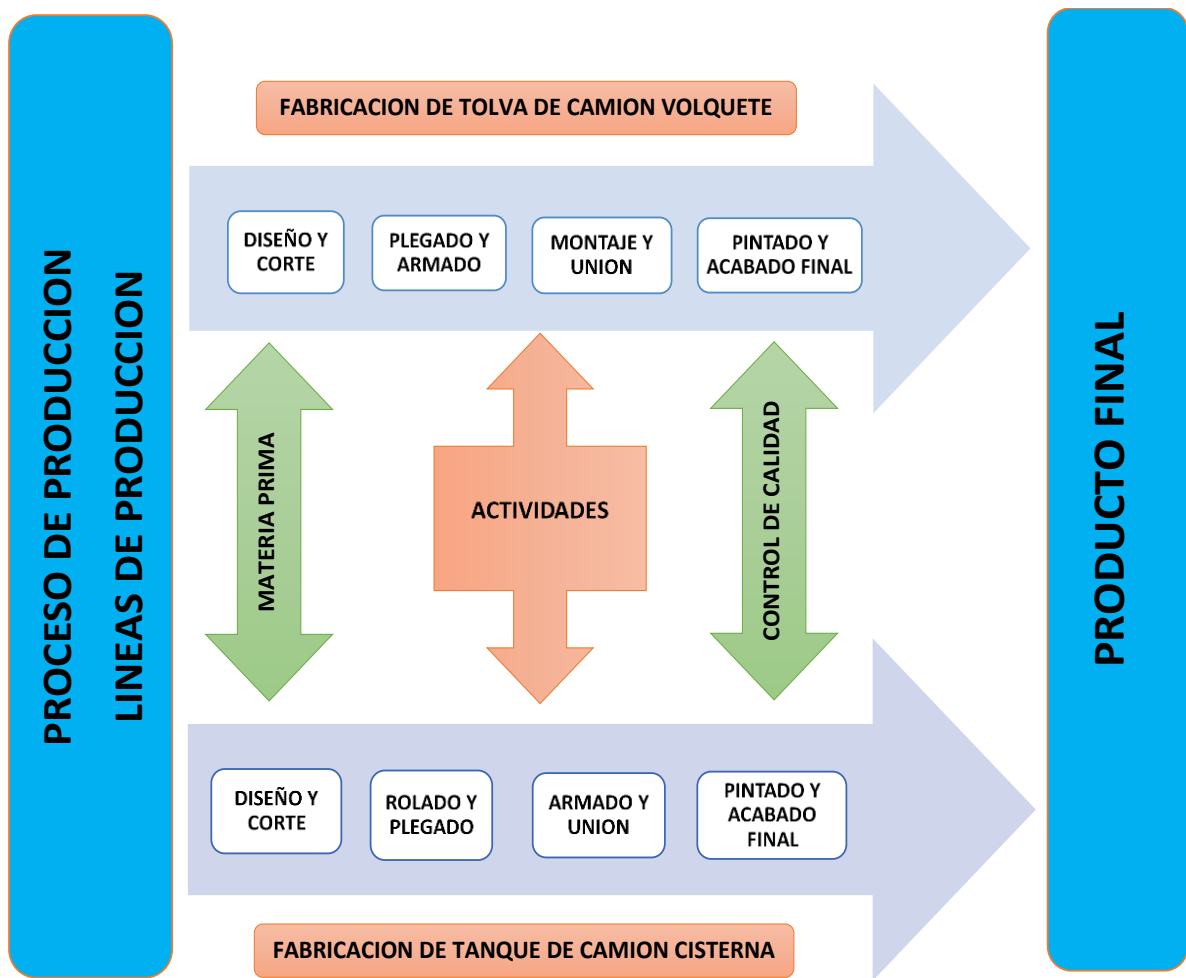 PROCESO DE PRODUCCION
LINEAS DE PRODUCCION
FABRICACION DE TOLVA DE CAMION VOLQUETE
DISEÑO Y
CORTE
PLEGADO Y
ARMADO
MONTAJE Y
UNION
PINTADO Y
ACABADO FINAL
MATERIA PRIMA
ACTIVIDADES
CONTROL DE CALIDAD
DISEÑO Y
CORTE
ROLADO Y
PLEGADO
ARMADO Y
UNION
PINTADO Y
ACABADO
FINAL
FABRICACION DE TANQUE DE CAMION CISTERNA
PRODUCTO FINAL